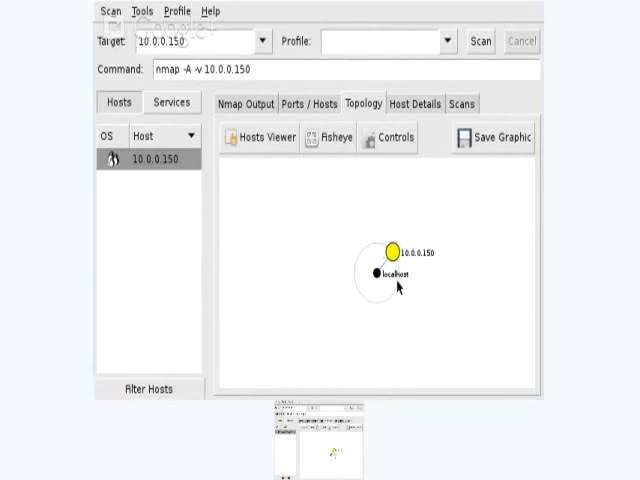 Scan Tools Profile Help
Google+
Target: 10.0.0.150 Profile: Scan Cancel
Command: nmap -A -v 10.0.0.150
Hosts Services Nmap Output Ports / Hosts Topology Host Details Scans
OS Host Hosts Viewer Fisheye Controls Save Graphic
10.0.0.150
10.0.0.150
localhost
Filter Hosts